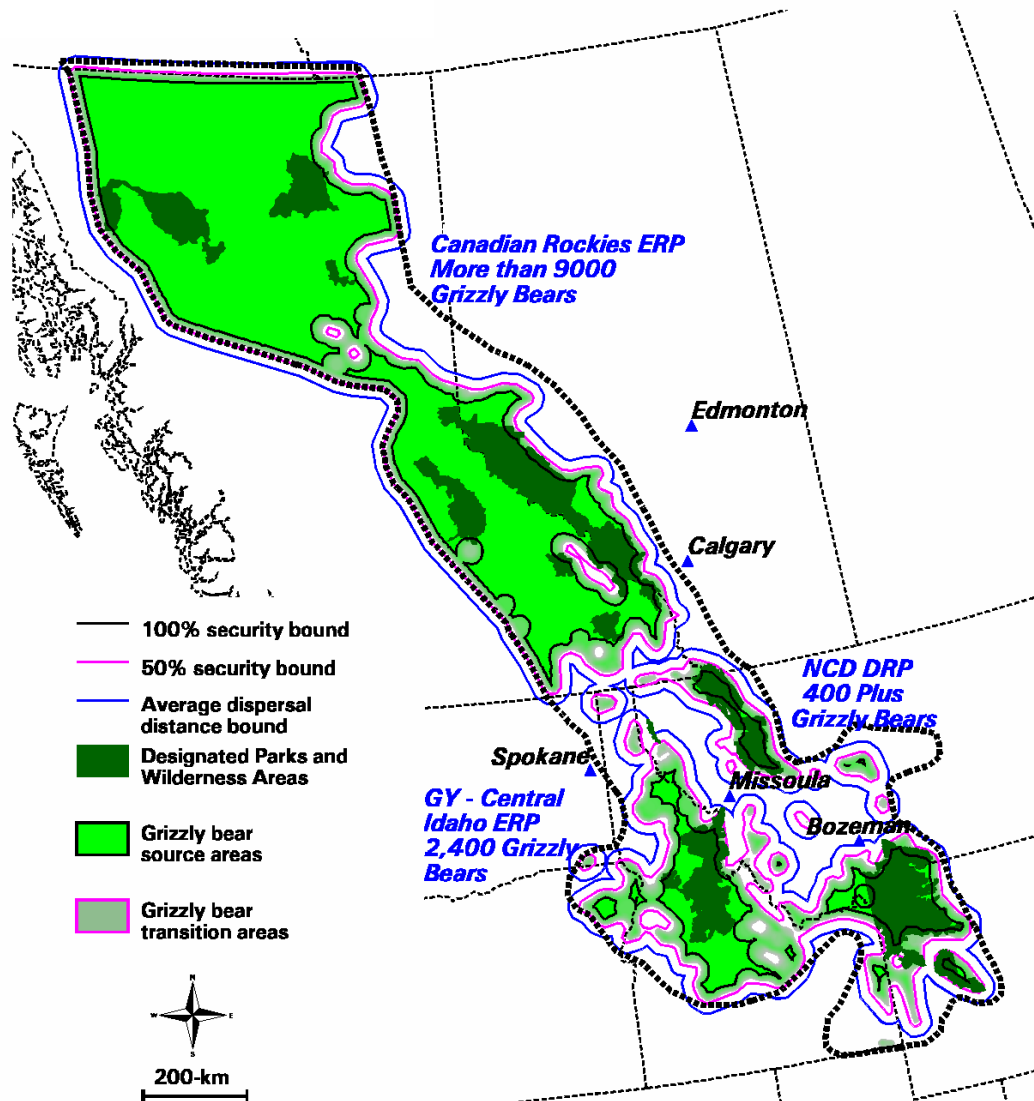 Canadian Rockies ERP
More than 9000
Grizzly Bears
Edmonton
Calgary
100% security bound
50% security bound
Average dispersal
distance bound
Designated Parks and
Wilderness Areas
Grizzly bear
source areas
Grizzly bear
transition areas
NCD DRP
400 Plus
Grizzly Bears
Spokane
Missoula
GY - Central
Idaho ERP
2,400 Grizzly
Bears
Bozeman
N
W E
S
200-km